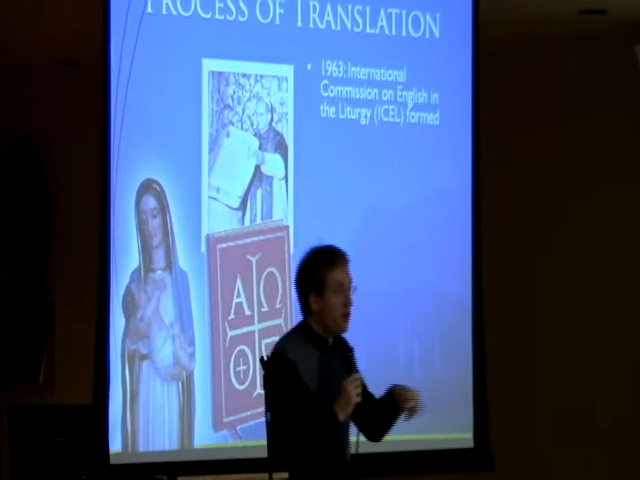 PROCESS OF TRANSLATION
• 1963: International
Commission on English in
the Liturgy (ICEL) formed
Α Ω